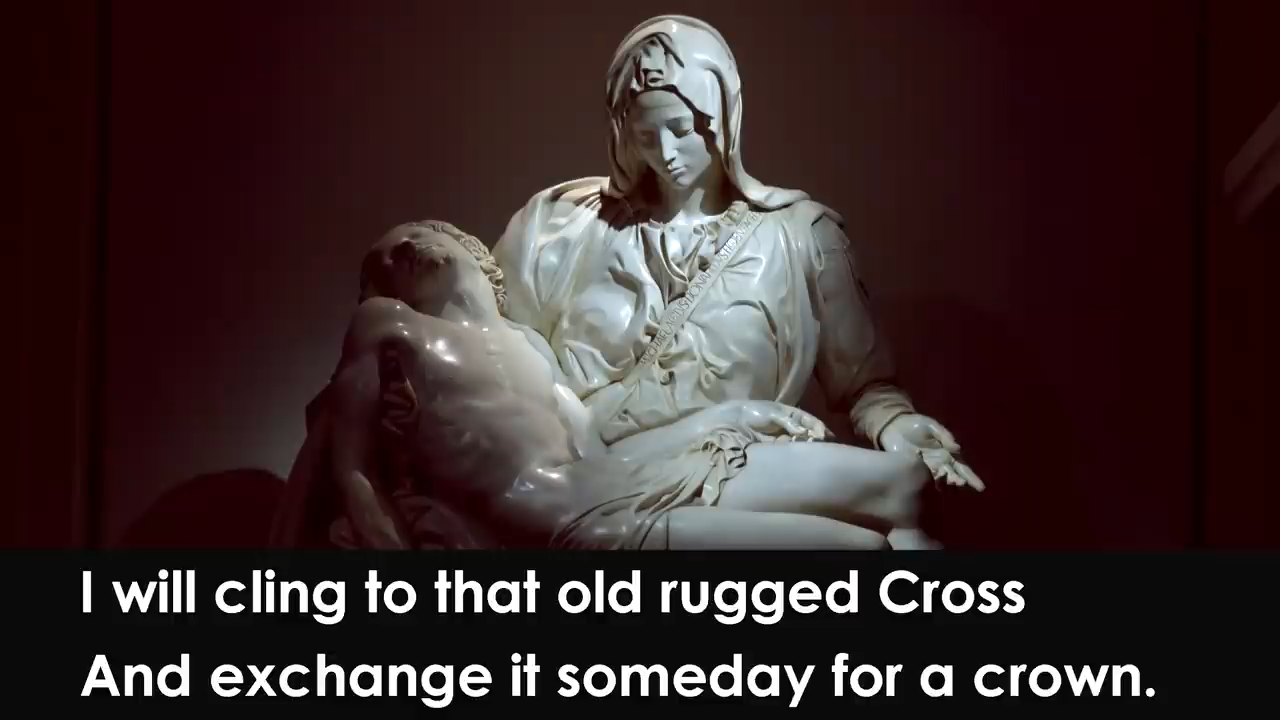 I will cling to that old rugged Cross
And exchange it someday for a crown.